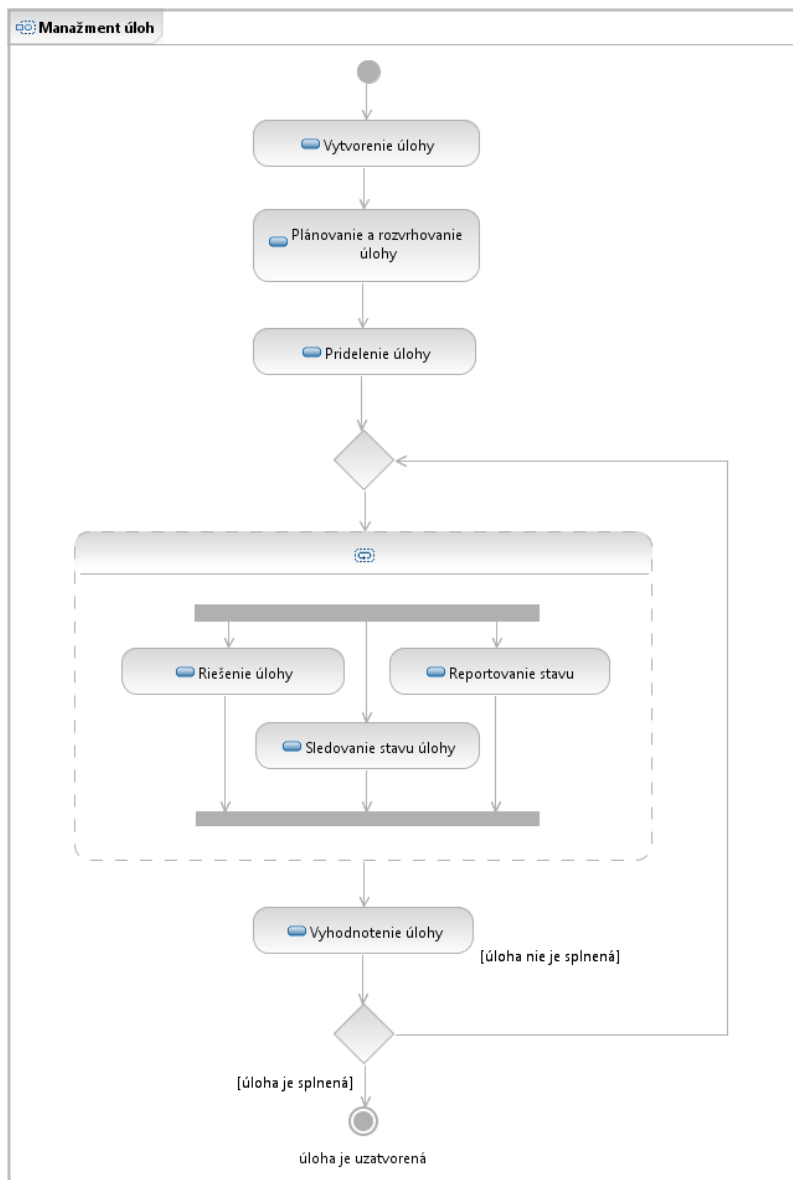 Manažment úloh
Vytvorenie úlohy
Plánovanie a rozvrhovanie
úlohy
Pridelenie úlohy
Riešenie úlohy
Reportovanie stavu
Sledovanie stavu úlohy
Vyhodnotenie úlohy
[úloha nie je splnená]
[úloha je splnená]
úloha je uzatvorená